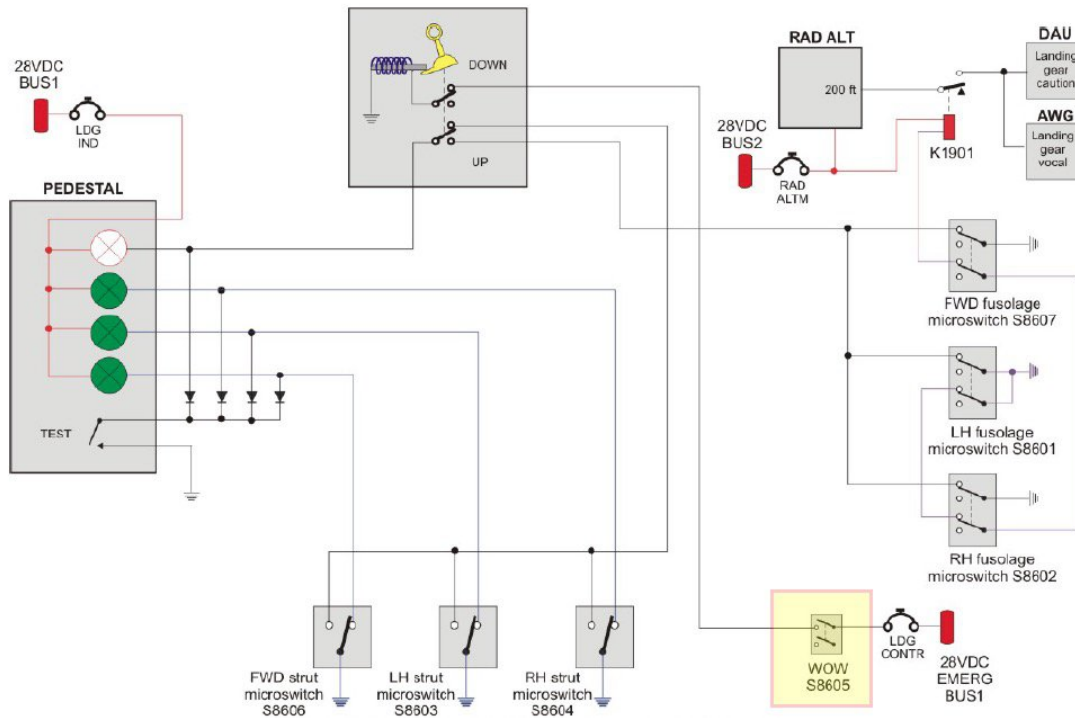 RAD ALT
DAU
Landing
gear
caution
28VDC
BUS1
DOWN
LDG
IND
200 ft
AWG
Landing
gear
vocal
28VDC
BUS2
K1901
UP
RAD
ALTM
PEDESTAL
FWD fusolage
microswitch S8607
TEST
LH fusolage
microswitch S8601
RH fusolage
microswitch S8602
FWD strut
microswitch
S8606
LH strut
microswitch
S8603
RH strut
microswitch
S8604
WOW
S8605
LDG
CONTR
28VDC
EMERG
BUS1